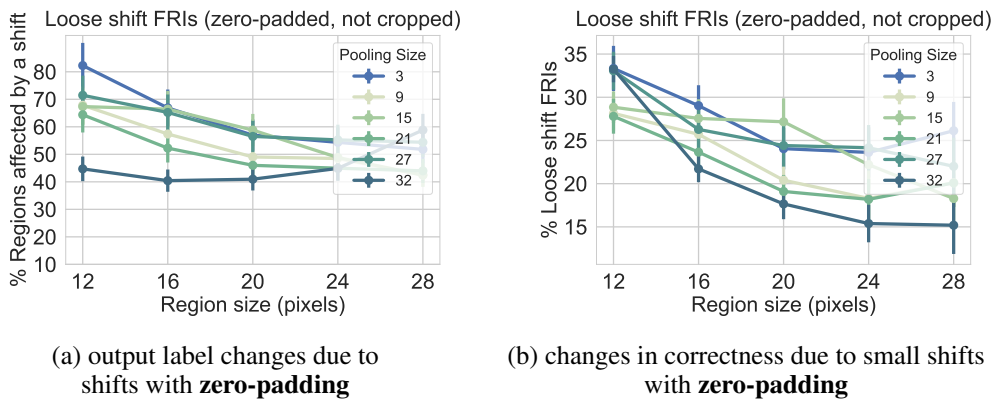 Loose shift FRIs (zero-padded, not cropped)
% Regions affected by a shift
80
70
60
50
40
30
20
10
12
16
20
24
28
Region size (pixels)
Pooling Size
3
9
15
21
27
32
(a) output label changes due to
shifts with zero-padding
Loose shift FRIs (zero-padded, not cropped)
% Loose shift FRIs
35
30
25
20
15
12
16
20
24
28
Region size (pixels)
Pooling Size
3
9
15
21
27
32
(b) changes in correctness due to small shifts
with zero-padding